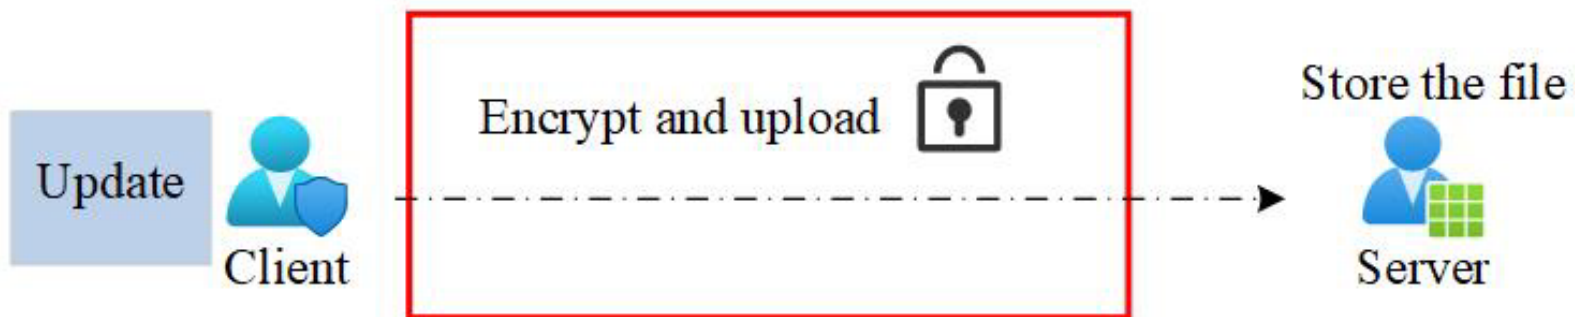 Update
Client
Encrypt and upload
Store the file
Server